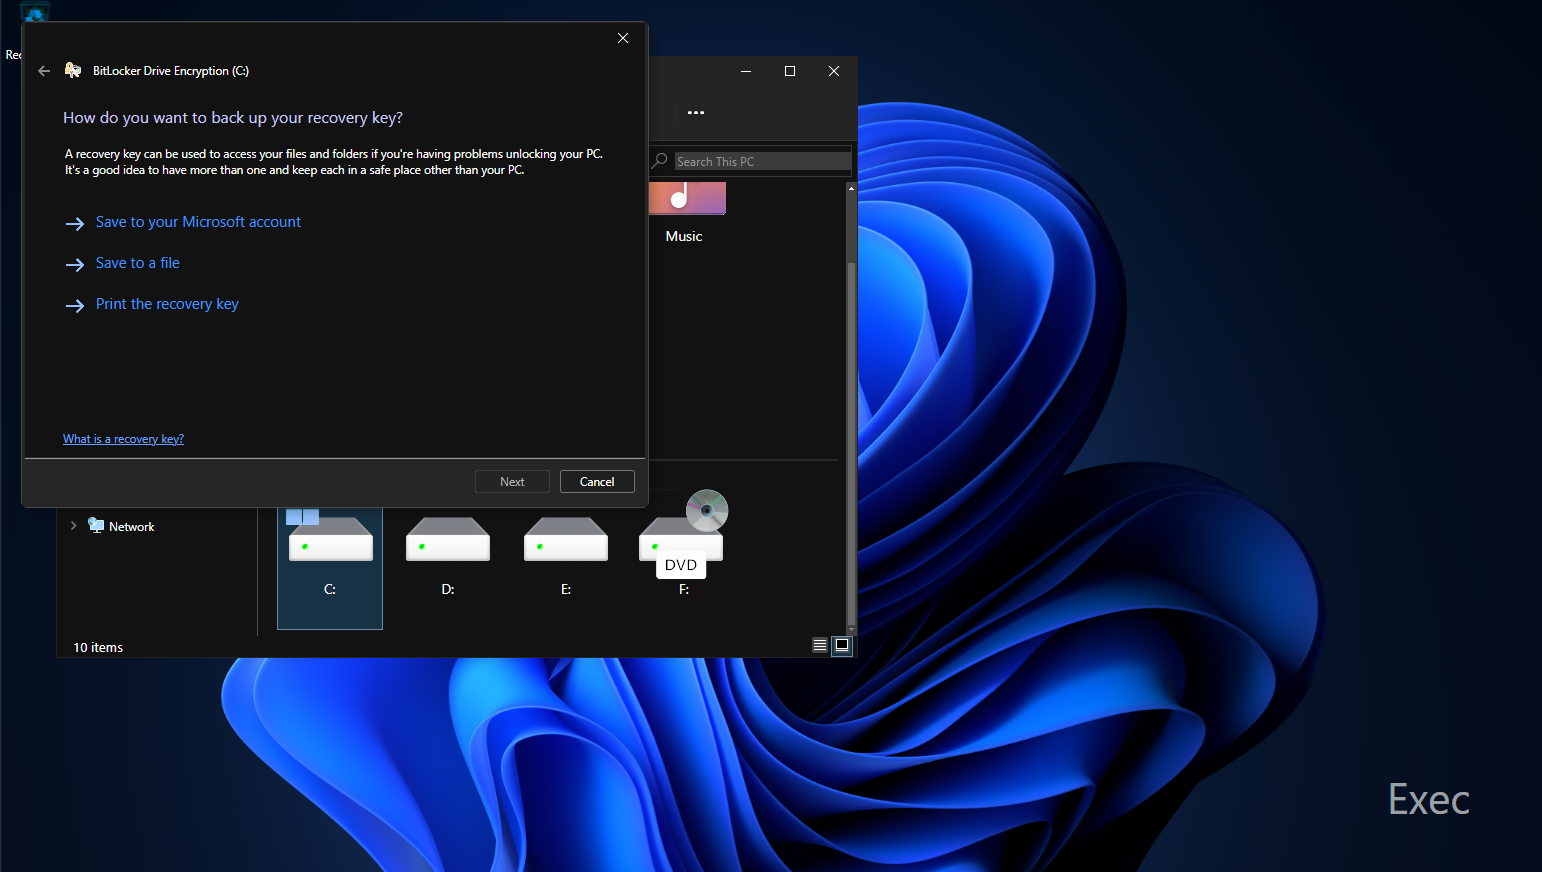 Rec
BitLocker Drive Encryption (C:)
How do you want to back up your recovery key?
A recovery key can be used to access your files and folders if you're having problems unlocking your PC.
It's a good idea to have more than one and keep each in a safe place other than your PC.
Save to your Microsoft account
Save to a file
Print the recovery key
What is a recovery key?
Next
Cancel
Search This PC
Music
Network
DVD
C:
D:
E:
F:
10 items
Exec